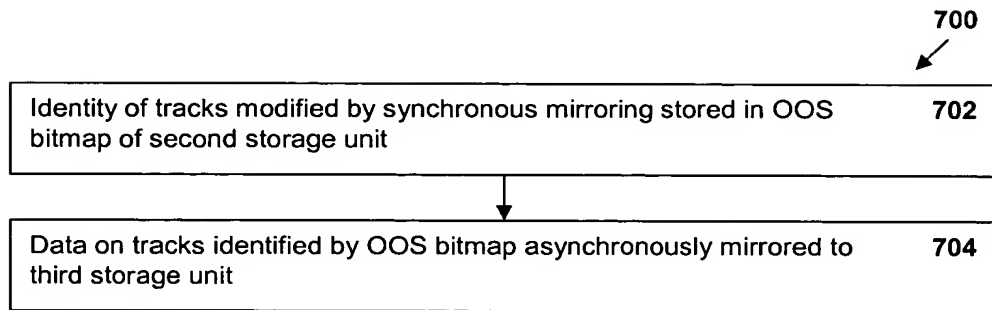 700
Identity of tracks modified by synchronous mirroring stored in OOS 702
bitmap of second storage unit
Data on tracks identified by OOS bitmap asynchronously mirrored to 704
third storage unit